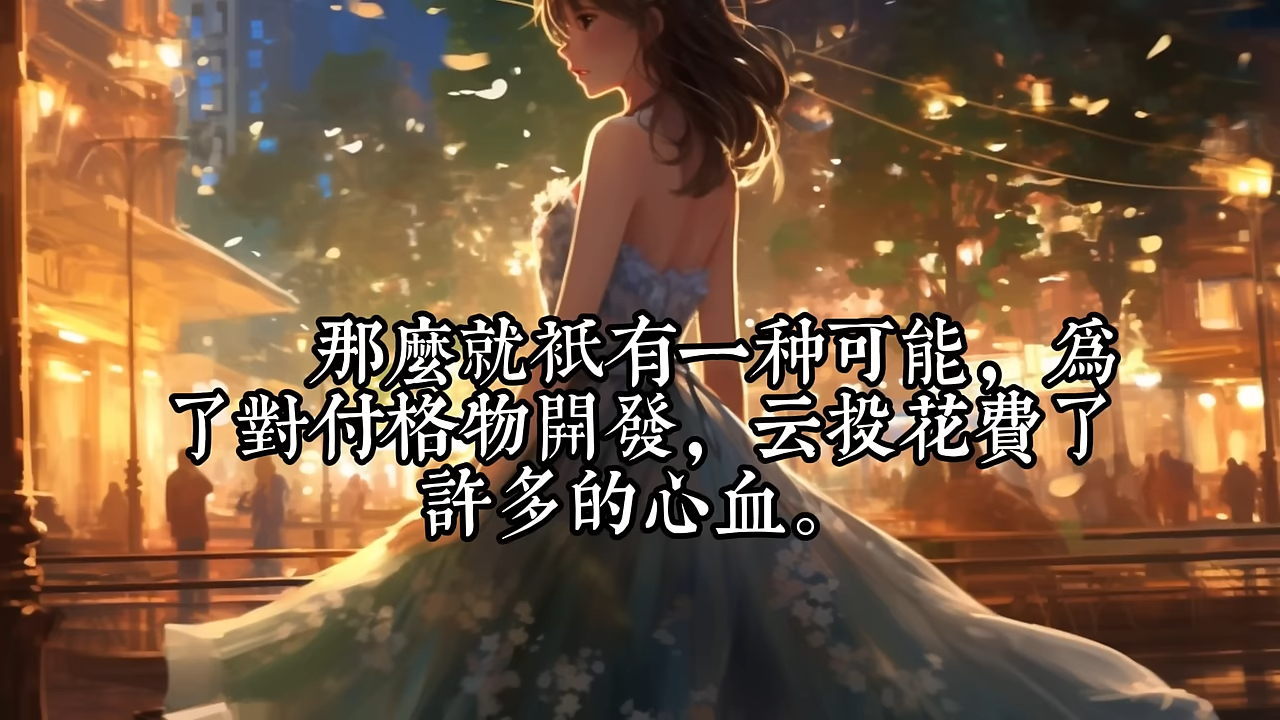 那麼就衹有一种可能，爲
了對付格物開發，云投花費了
許多的心血。